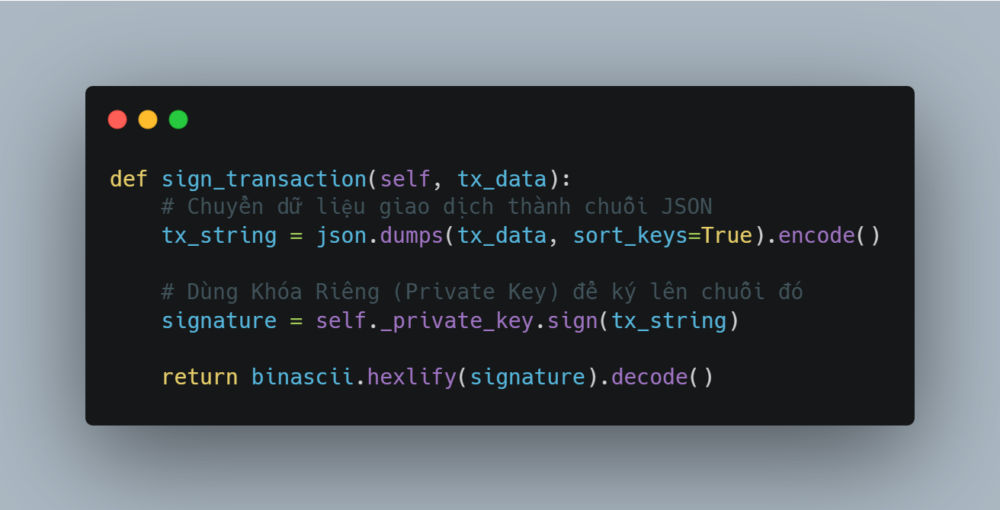 def sign_transaction(self, tx_data):
    # Chuyển dữ liệu giao dịch thành chuỗi JSON
    tx_string = json.dumps(tx_data, sort_keys=True).encode()
    # Dùng Khóa Riêng (Private Key) để ký lên chuỗi đó
    signature = self._private_key.sign(tx_string)
    return binascii.hexlify(signature).decode()